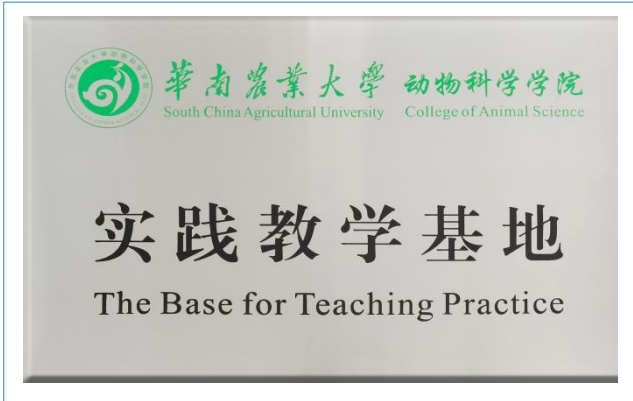 華南農業大學 动物科学学院
South China Agricultural University College of Animal Science
实践教学基地
The Base for Teaching Practice